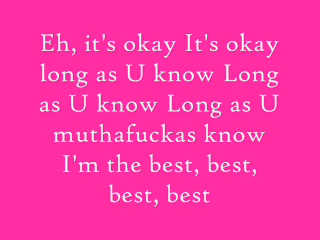 Eh, it's okay It's okay
long as U know Long
as U know Long as U
muthafuckas know
I'm the best, best,
best, best